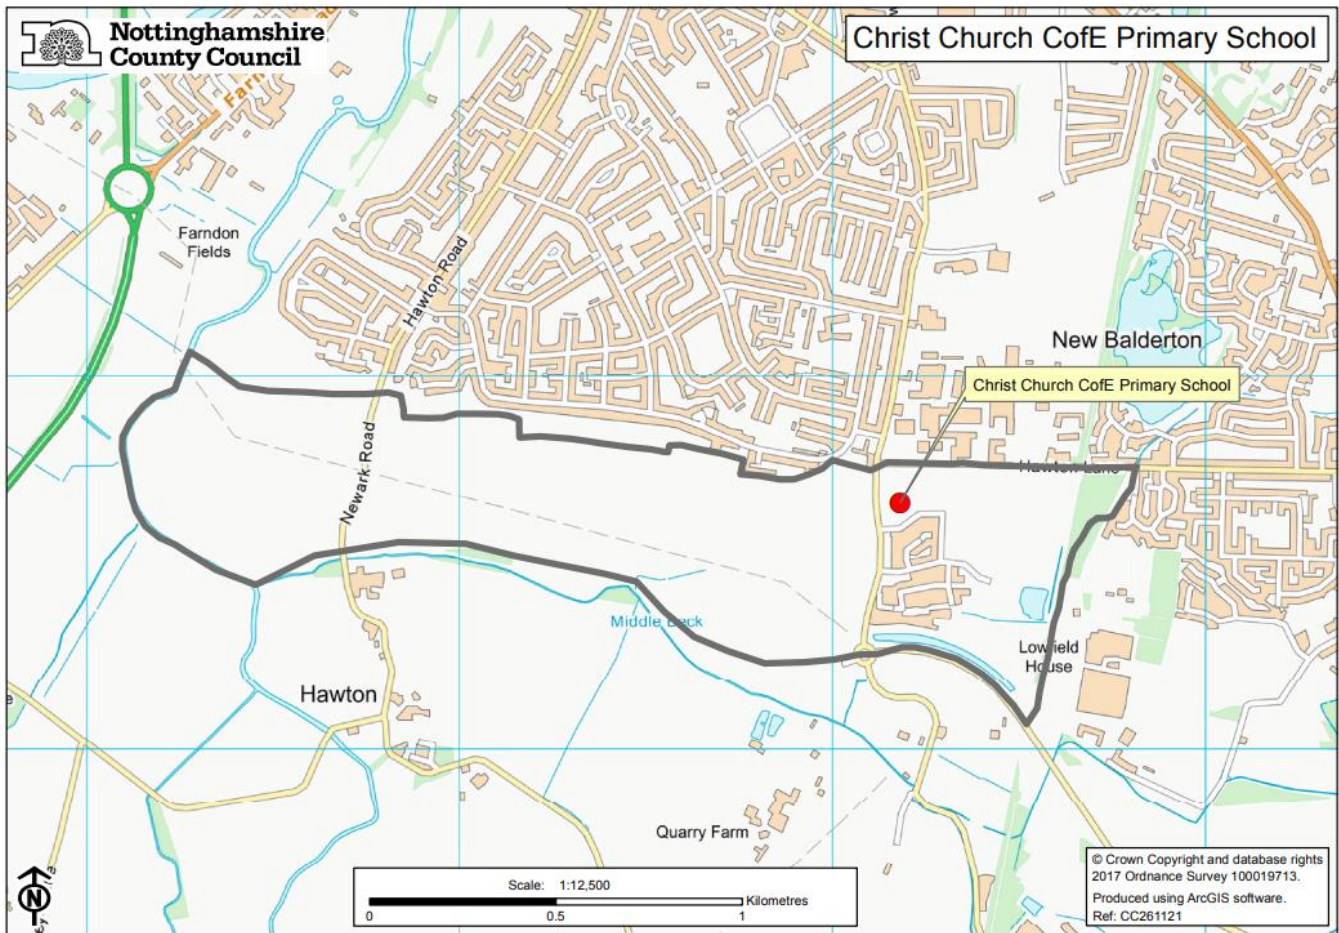 Nottinghamshire
County Council
Christ Church CofE Primary School
Farndon
Fields
Hawton Road
New Balderton
Christ Church CofE Primary School
Newark Road
Hawton Lane
Middle Beck
Lowfield
House
Hawton
Quarry Farm
N
Scale: 1:12,500
Kilometres
0 0.5 1
© Crown Copyright and database rights
2017 Ordnance Survey 100019713.
Produced using ArcGIS software.
Ref: CC261121